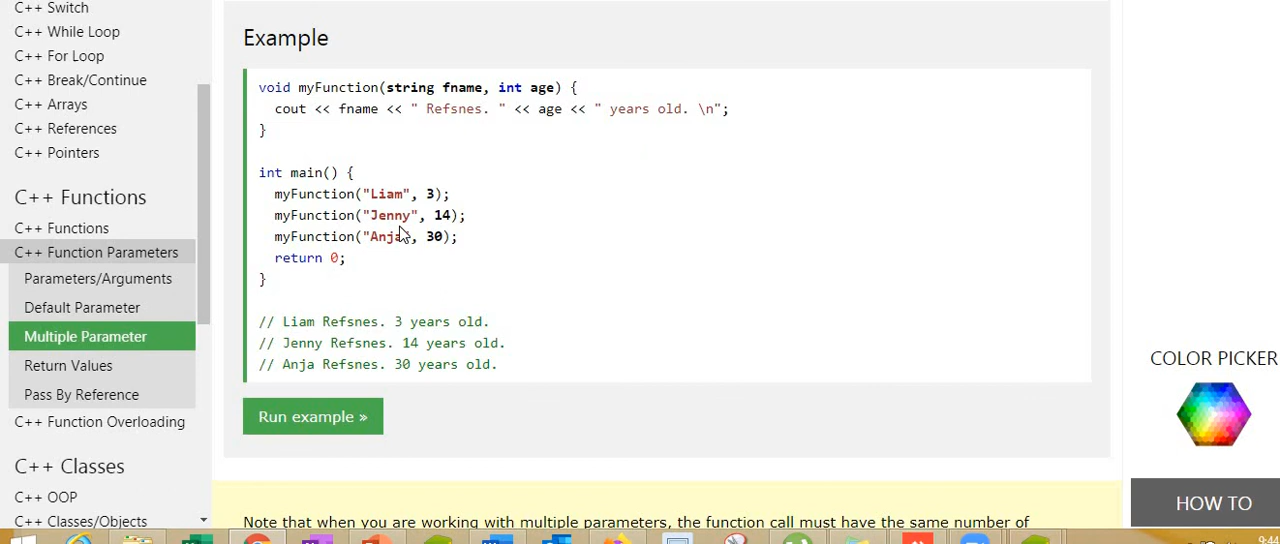 C++ Switch
C++ While Loop
C++ For Loop
C++ Break/Continue
C++ Arrays
C++ References
C++ Pointers
C++ Functions
C++ Functions
C++ Function Parameters
Parameters/Arguments
Default Parameter
Multiple Parameter
Return Values
Pass By Reference
C++ Function Overloading
C++ Classes
C++ OOP
C++ Classes/Objects
Example
void myFunction(string fname, int age) {
cout << fname << " Refsnes. " << age << " years old. \n";
}
int main() {
myFunction("Liam", 3);
myFunction("Jenny", 14);
myFunction("Anja", 30);
return 0;
}
// Liam Refsnes. 3 years old.
// Jenny Refsnes. 14 years old.
// Anja Refsnes. 30 years old.
Run example »
Note that when you are working with multiple parameters, the function call must have the same number of
COLOR PICKER
HOW TO
9:44